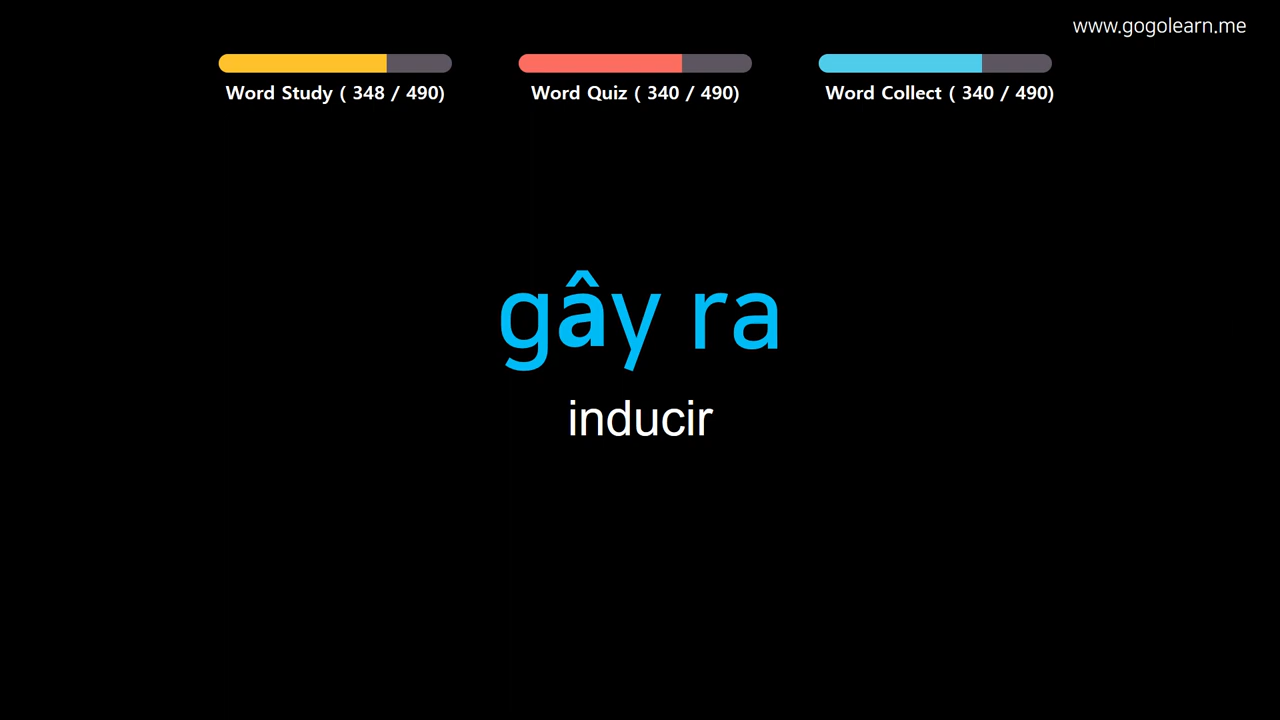 www.gogolearn.me
Word Study ( 348 / 490)
Word Quiz ( 340 / 490)
Word Collect ( 340 / 490)
gây ra
inducir